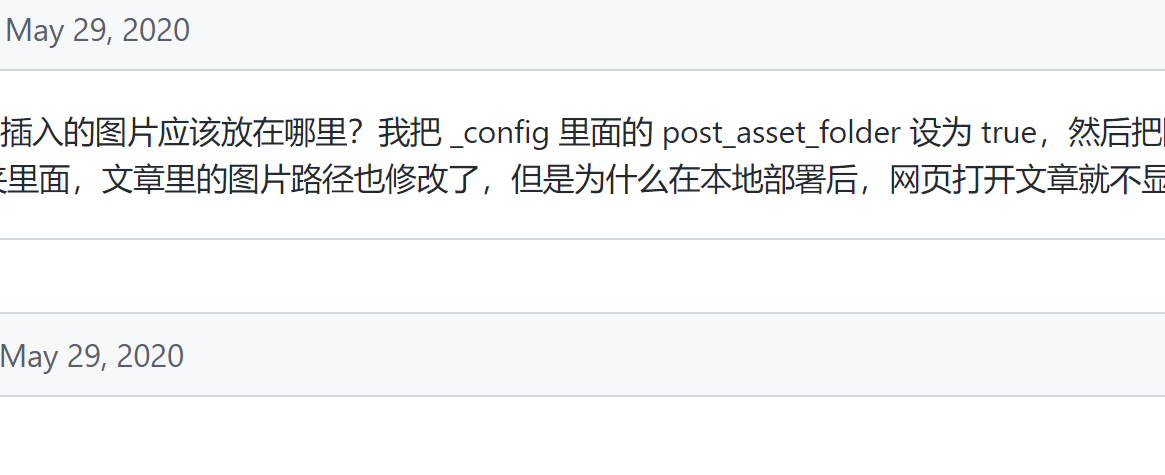 May 29, 2020
插入的图片应该放在哪里？我把 _config 里面的 post_asset_folder 设为 true，然后把
里面，文章里的图片路径也修改了，但是为什么在本地部署后，网页打开文章就不显
May 29, 2020